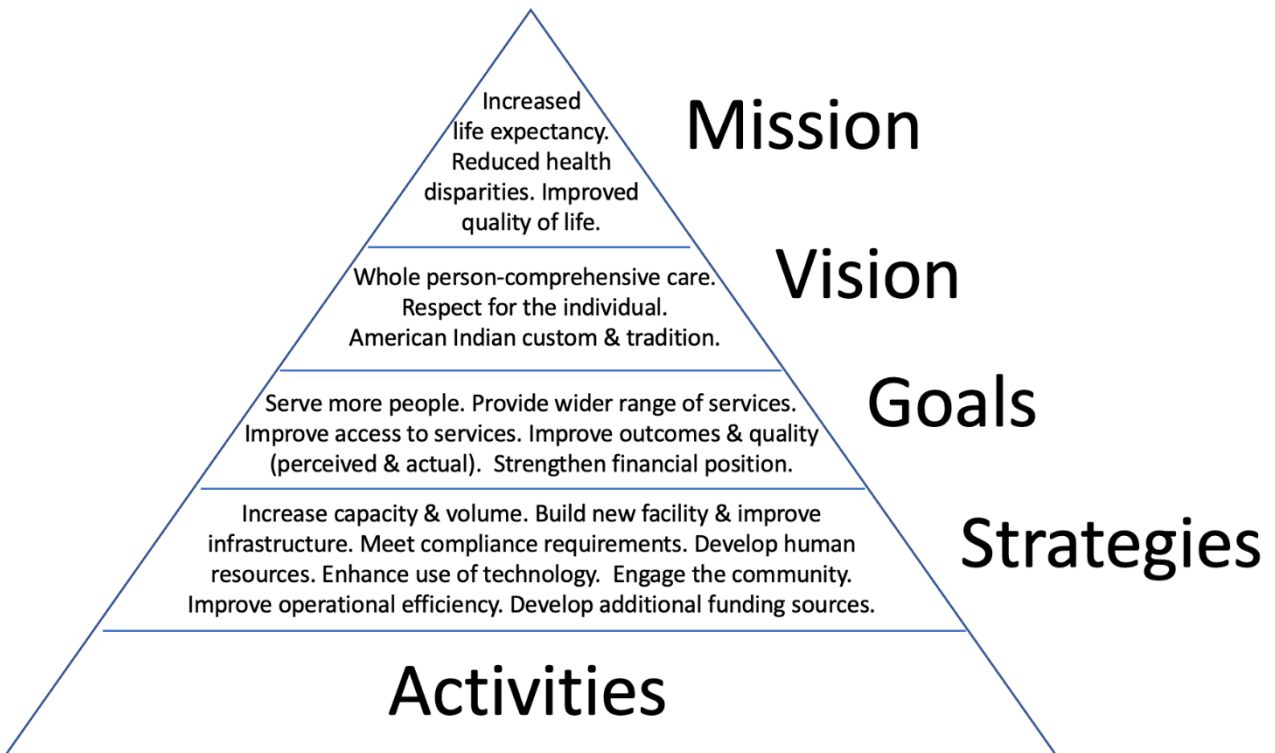 Increased
life expectancy.
Reduced health
disparities. Improved
quality of life.
Mission
Whole person-comprehensive care.
Respect for the individual.
American Indian custom & tradition.
Vision
Serve more people. Provide wider range of services.
Improve access to services. Improve outcomes & quality
(perceived & actual).  Strengthen financial position.
Goals
Increase capacity & volume. Build new facility & improve
infrastructure. Meet compliance requirements. Develop human
resources. Enhance use of technology.  Engage the community.
Improve operational efficiency. Develop additional funding sources.
Strategies
Activities